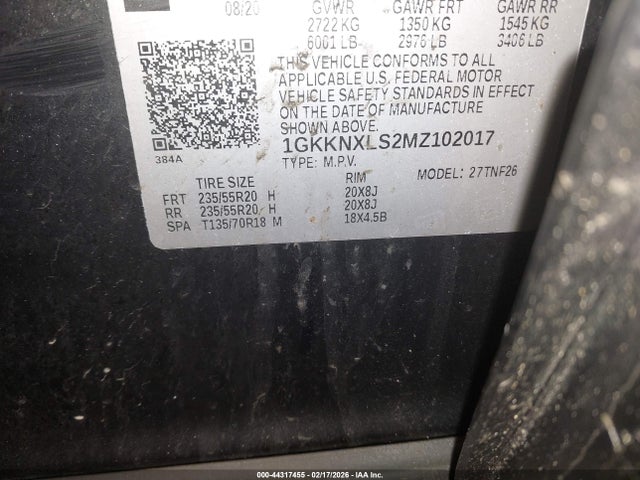 08/20 GVWR GAWR FRT GAWR RR
2722 KG 1350 KG 1545 KG
6001 LB 2976 LB 3406 LB
THIS VEHICLE CONFORMS TO ALL
APPLICABLE U.S. FEDERAL MOTOR
VEHICLE SAFETY STANDARDS IN EFFECT
ON THE DATE OF MANUFACTURE
SHOWN ABOVE.
384A
1GKKNXLS2MZ102017
TYPE: M.P.V. MODEL: 27TNF26
TIRE SIZE RIM
FRT 235/55R20 H 20X8J
RR 235/55R20 H 20X8J
SPA T135/70R18 M 18X4.5B
000-44317455 - 02/17/2026 - IAA Inc.